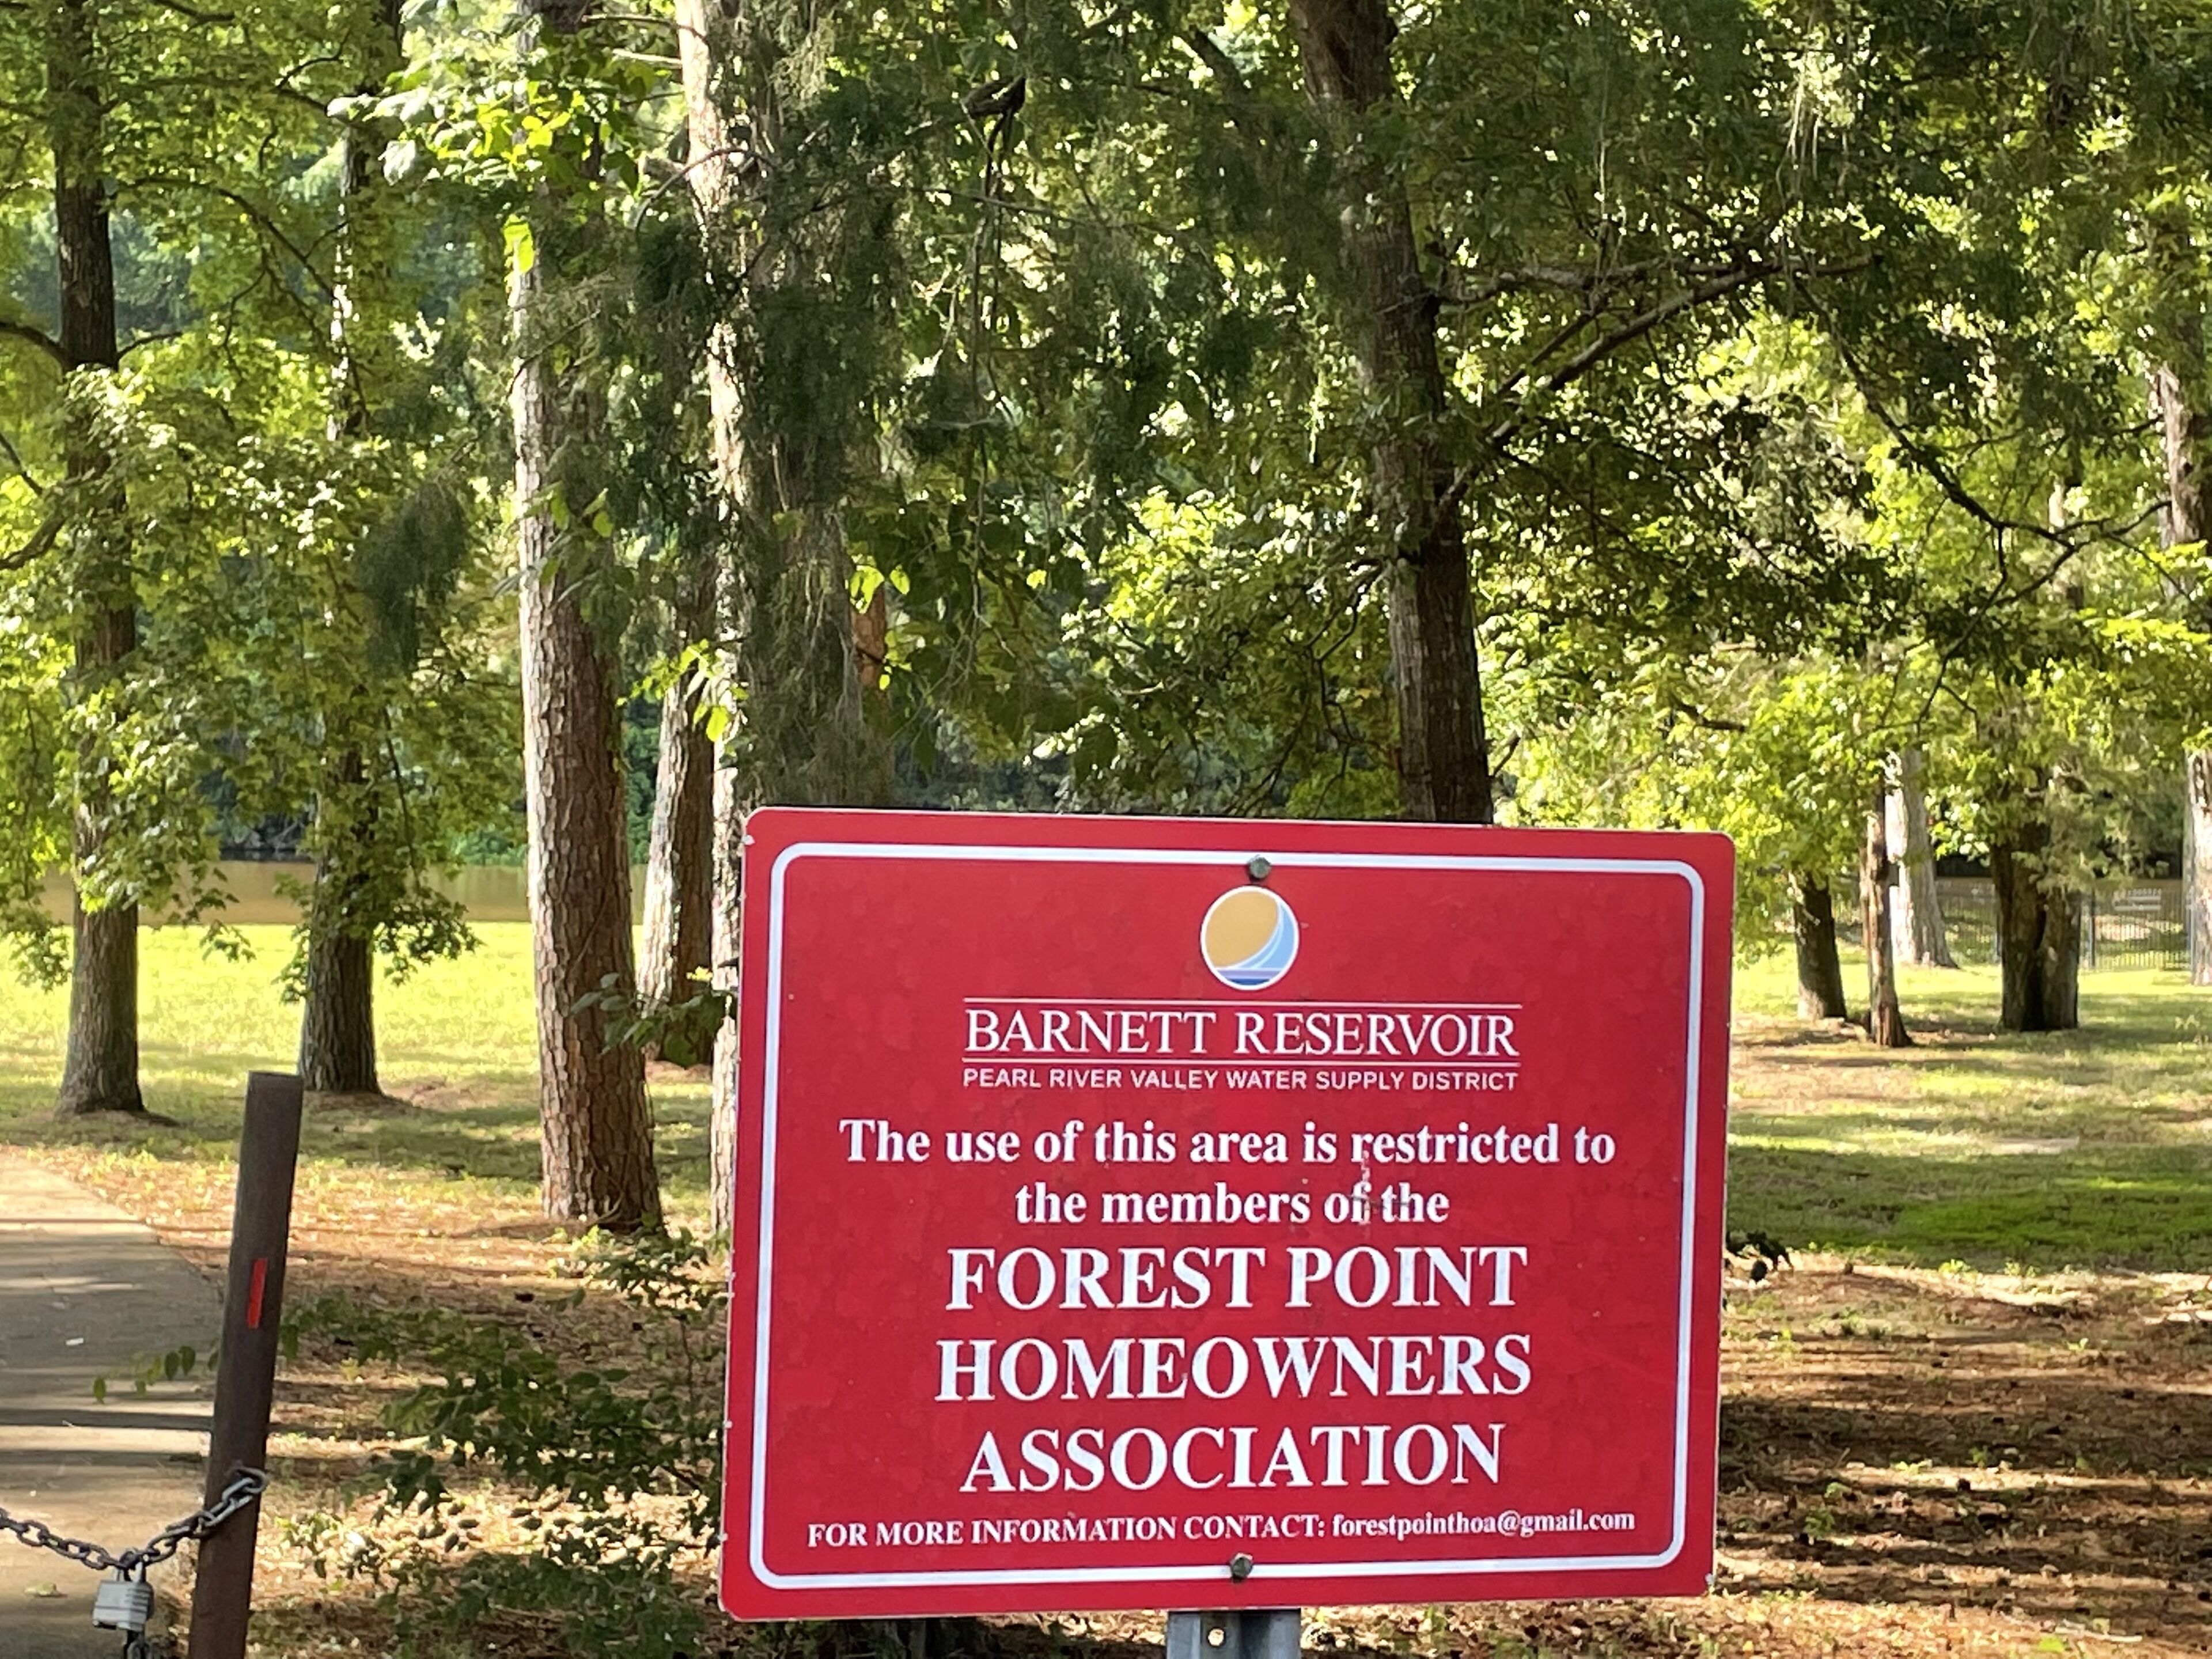 BARNETT RESERVOIR
PEARL RIVER VALLEY WATER SUPPLY DISTRICT
The use of this area is restricted to
the members of the
FOREST POINT
HOMEOWNERS
ASSOCIATION
FOR MORE INFORMATION CONTACT: forestpointhoa@gmail.com